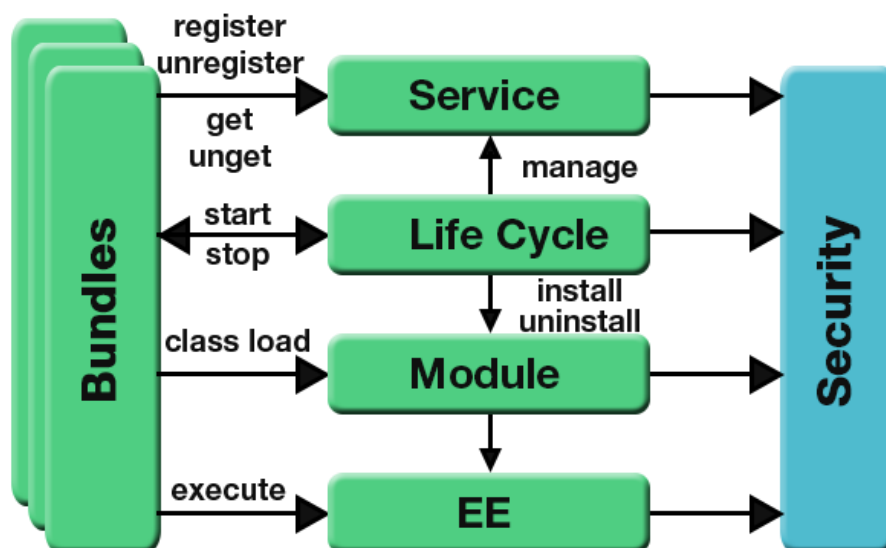 register
unregister
Service
get
unget
manage
start
Life Cycle
stop
install
uninstall
class load
Module
execute
EE
Bundles
Security